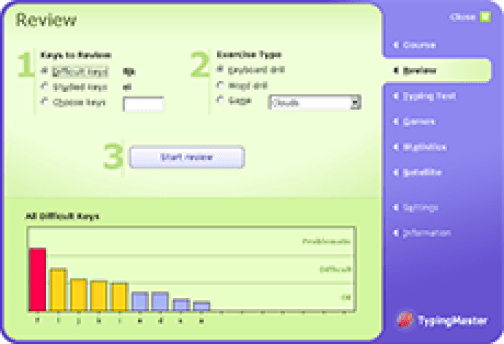 Review
Close
Keys to Review
1
Difficult keys
Studied keys
Choose keys
2
Exercise Type
Keyboard drill
Word drill
Game
Clouds
3
Start review
Course
Review
Typing Test
Games
Statistics
Satellite
Settings
Information
All Difficult Keys
Problematic
Difficult
OK
TypingMaster